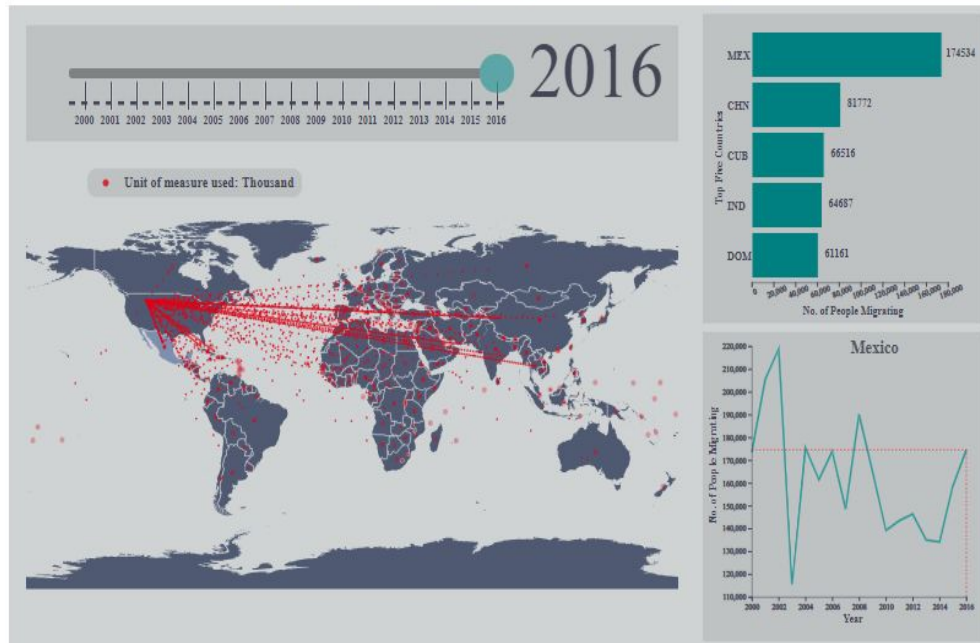 2016
2000 2001 2002 2003 2004 2005 2006 2007 2008 2009 2010 2011 2012 2013 2014 2015 2016
Unit of measure used: Thousand
Top Five Countries
MEX 174534
CHN 81772
CUB 66516
IND 64687
DOM 61161
0 20,000 40,000 60,000 80,000 100,000 120,000 140,000 160,000 180,000
No. of People Migrating
Mexico
No. of People Migrating
220,000
210,000
200,000
190,000
180,000
170,000
160,000
150,000
140,000
130,000
120,000
110,000
2000 2002 2004 2006 2008 2010 2012 2014 2016
Year